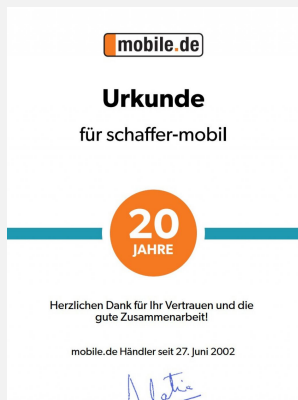 mobile.de
Urkunde
für schaffer-mobil
20
JAHRE
Herzlichen Dank für Ihr Vertrauen und die
gute Zusammenarbeit!
mobile.de Händler seit 27. Juni 2002